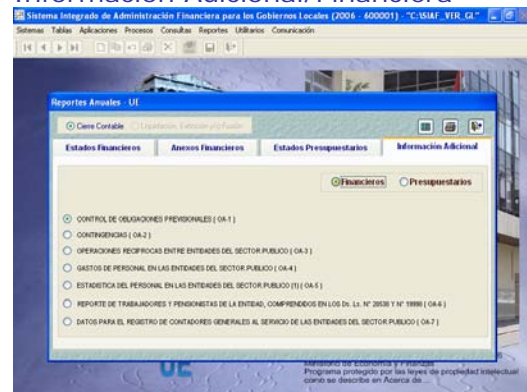 Información Adicional/Financiera
Sistema Integrado de Administración Financiera para los Gobiernos Locales (2006 - 600001) - "C:\SIAF_VER_GL"
Sistemas Tablas Aplicaciones Procesos Consultas Reportes Utilitarios Comunicación
Reportes Anuales - UE
Cierre Contable
Estados Financieros Anexos Financieros Estados Presupuestarios Información Adicional
Financieros Presupuestarios
CONTROL DE OBLIGACIONES PREVISIONALES ( OA-1 )
CONTINGENCIAS ( OA-2 )
OPERACIONES RECIPROCAS ENTRE ENTIDADES DEL SECTOR PUBLICO ( OA-3 )
GASTOS DE PERSONAL EN LAS ENTIDADES DEL SECTOR PUBLICO ( OA-4 )
ESTADISTICA DEL PERSONAL EN LAS ENTIDADES DEL SECTOR PUBLICO (1) ( OA-5 )
REPORTE DE TRABAJADORES Y PENSIONISTAS DE LA ENTIDAD, COMPRENDIDOS EN LOS Ds. Ls. N° 20530 Y N° 19990 ( OA-6 )
DATOS PARA EL REGISTRO DE CONTADORES GENERALES AL SERVICIO DE LAS ENTIDADES DEL SECTOR PUBLICO ( OA-7 )
UE
Ministerio de Economía y Finanzas
Programa protegido por las leyes de propiedad intelectual
como se describe en Acerca de...